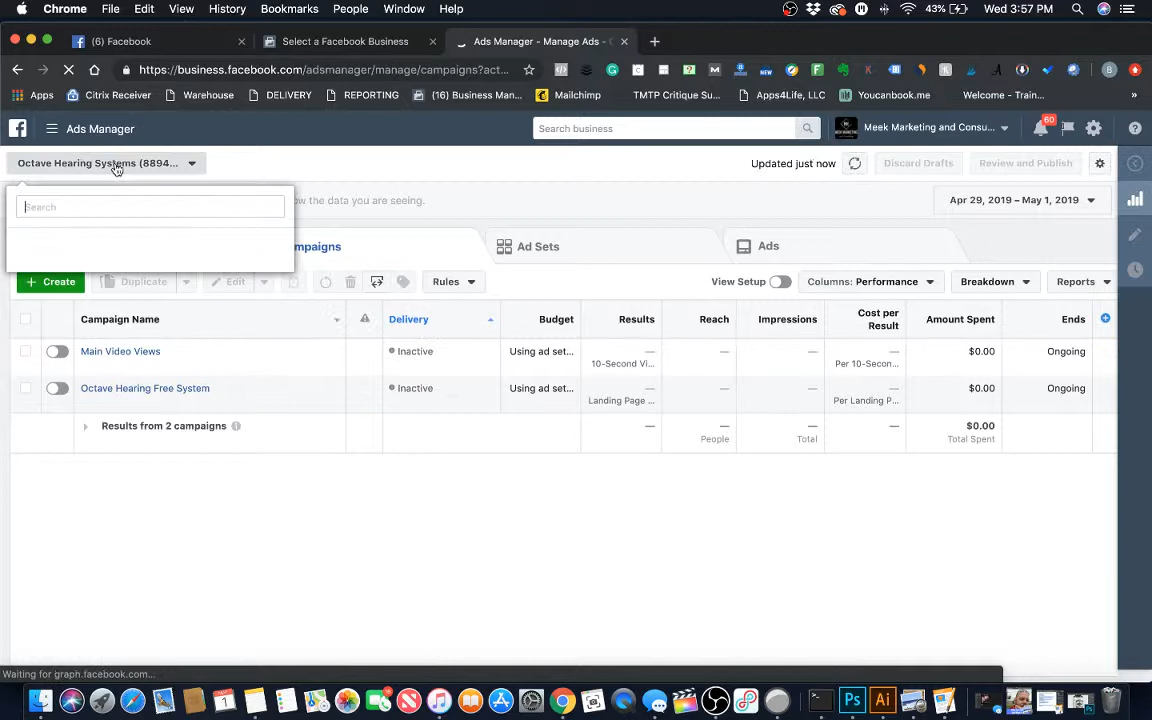 Chrome File Edit View History Bookmarks People Window Help 43% Wed 3:57 PM
(6) Facebook Select a Facebook Business Ads Manager - Manage Ads -
https://business.facebook.com/adsmanager/manage/campaigns?act...
Apps Citrix Receiver Warehouse DELIVERY REPORTING (16) Business Man... Mailchimp TMTP Critique Su... Apps4Life, LLC Youcanbook.me Welcome - Train... »
Ads Manager Search business Meek Marketing and Consu... 60
Octave Hearing Systems (8894... Updated just now Discard Drafts Review and Publish
Search
ow the data you are seeing. Apr 29, 2019 – May 1, 2019
mpaigns Ad Sets Ads
+ Create Duplicate Edit Rules View Setup Columns: Performance Breakdown Reports
Campaign Name Delivery Budget Results Reach Impressions Cost per Result Amount Spent Ends
Main Video Views Inactive Using ad set... — — — — $0.00 Ongoing
10-Second Vi... Per 10-Secon...
Octave Hearing Free System Inactive Using ad set... — — — — $0.00 Ongoing
Landing Page ... Per Landing P...
Results from 2 campaigns — — — — $0.00
People Total Total Spent
Waiting for graph.facebook.com...